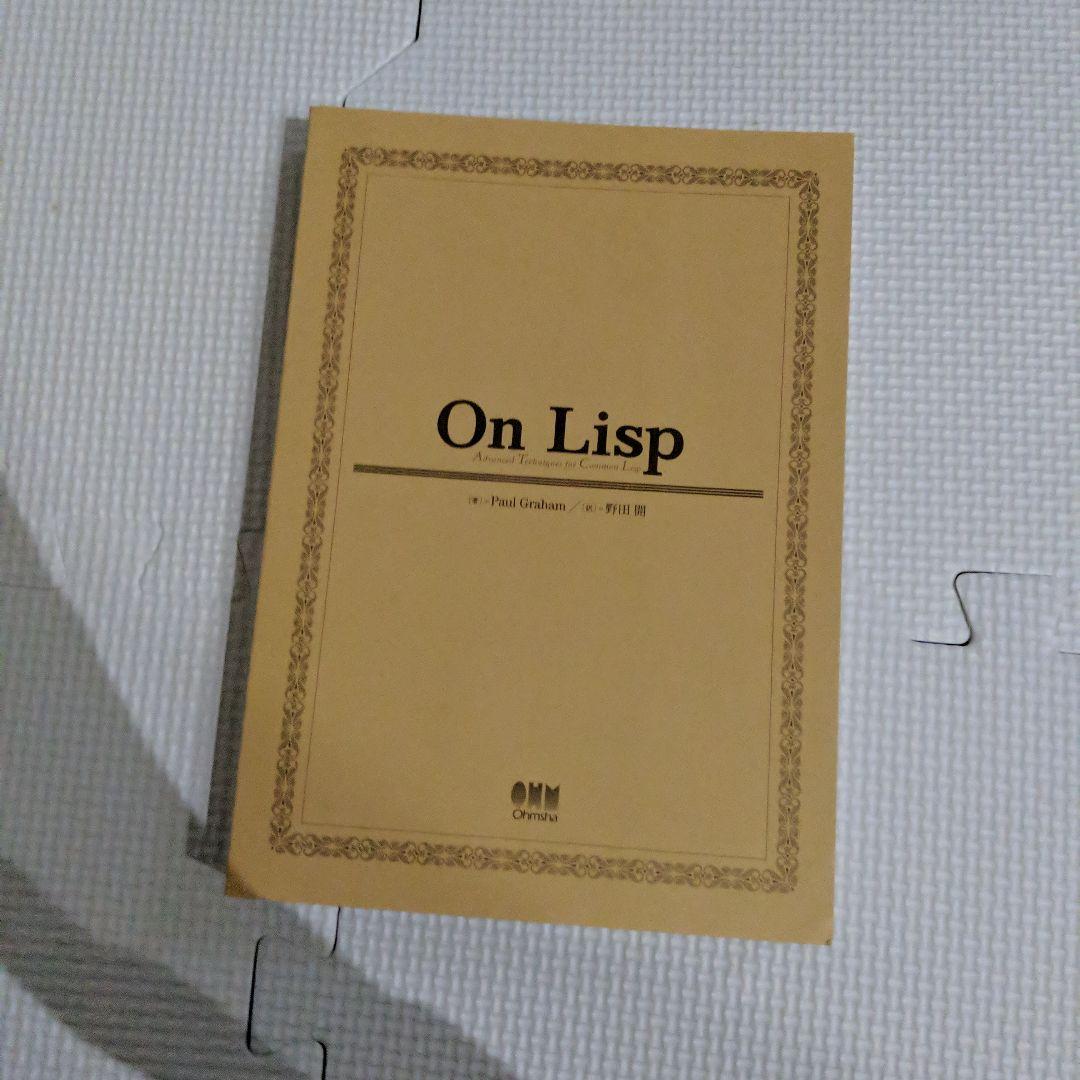 On Lisp
Advanced Techniques for Common Lisp
[著]=Paul Graham/[訳]=野田 開
OHM
Ohmsha